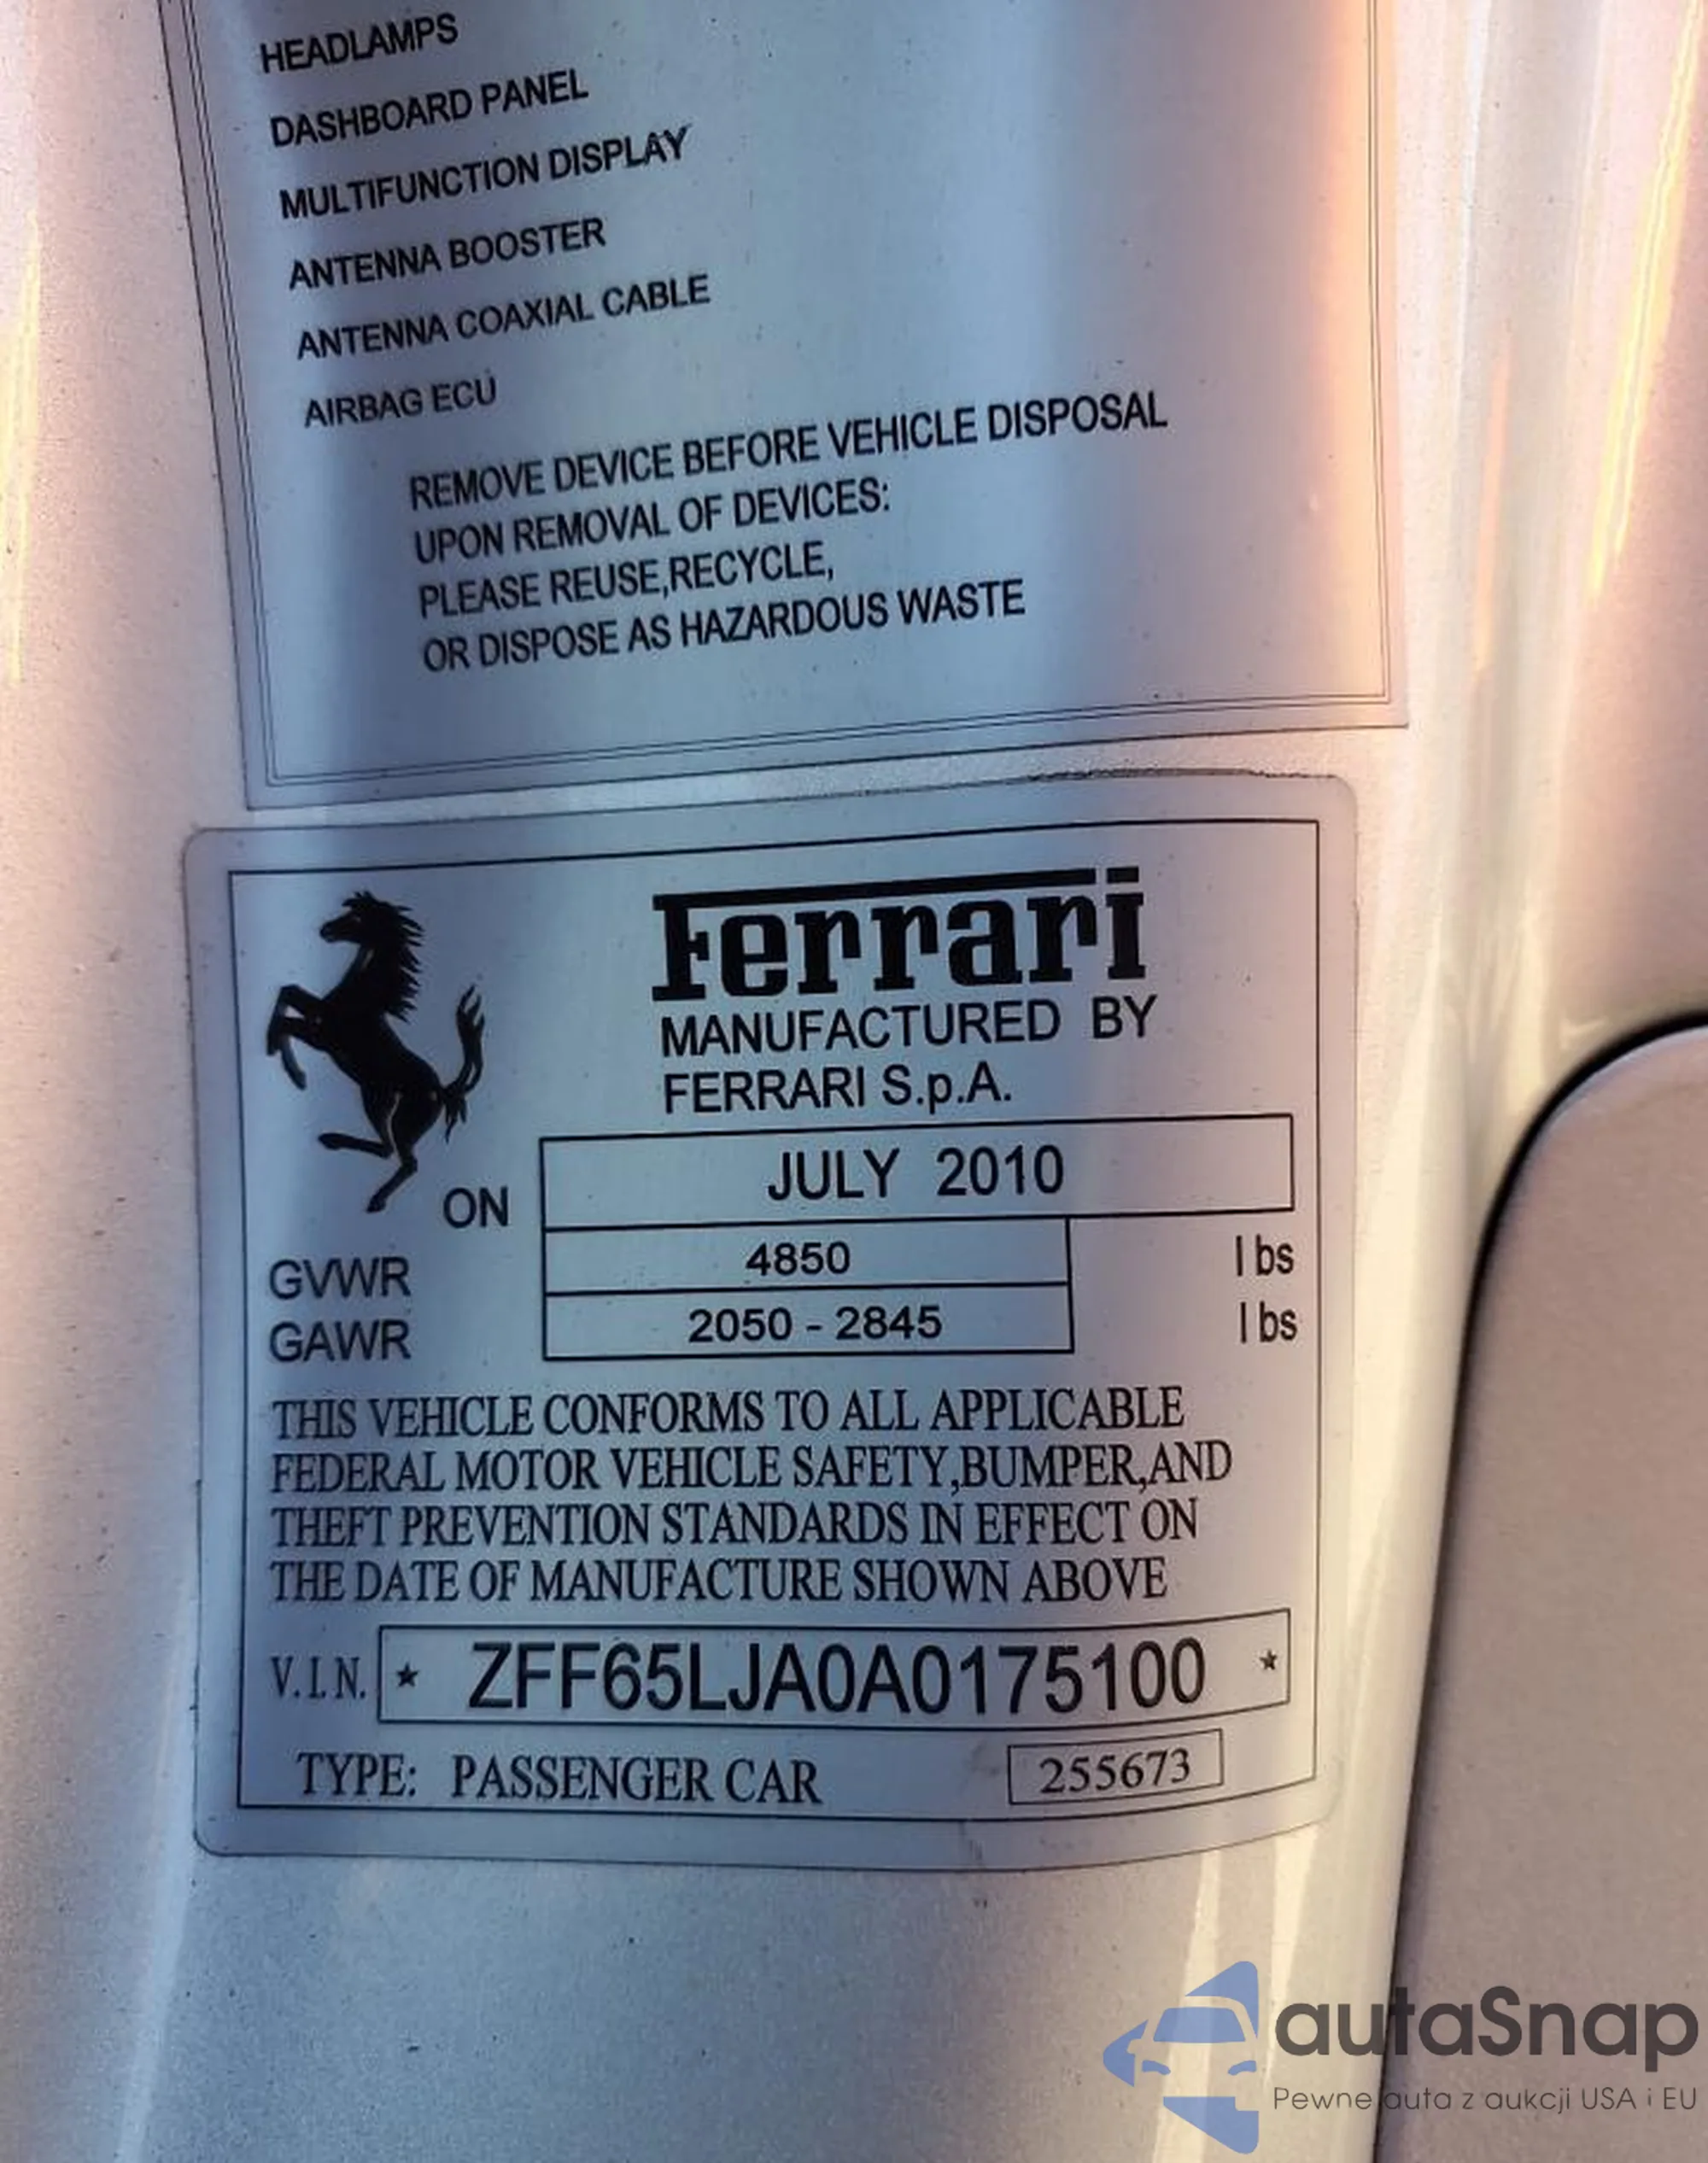 HEADLAMPS
DASHBOARD PANEL
MULTIFUNCTION DISPLAY
ANTENNA BOOSTER
ANTENNA COAXIAL CABLE
AIRBAG ECU
REMOVE DEVICE BEFORE VEHICLE DISPOSAL
UPON REMOVAL OF DEVICES:
PLEASE REUSE,RECYCLE,
OR DISPOSE AS HAZARDOUS WASTE
Ferrari
MANUFACTURED BY
FERRARI S.p.A.
ON JULY 2010
GVWR 4850 lbs
GAWR 2050 - 2845 lbs
THIS VEHICLE CONFORMS TO ALL APPLICABLE
FEDERAL MOTOR VEHICLE SAFETY,BUMPER,AND
THEFT PREVENTION STANDARDS IN EFFECT ON
THE DATE OF MANUFACTURE SHOWN ABOVE
V.I.N. * ZFF65LJA0A0175100 *
TYPE: PASSENGER CAR 255673
autaSnap
Pewne auta z aukcji USA i EU